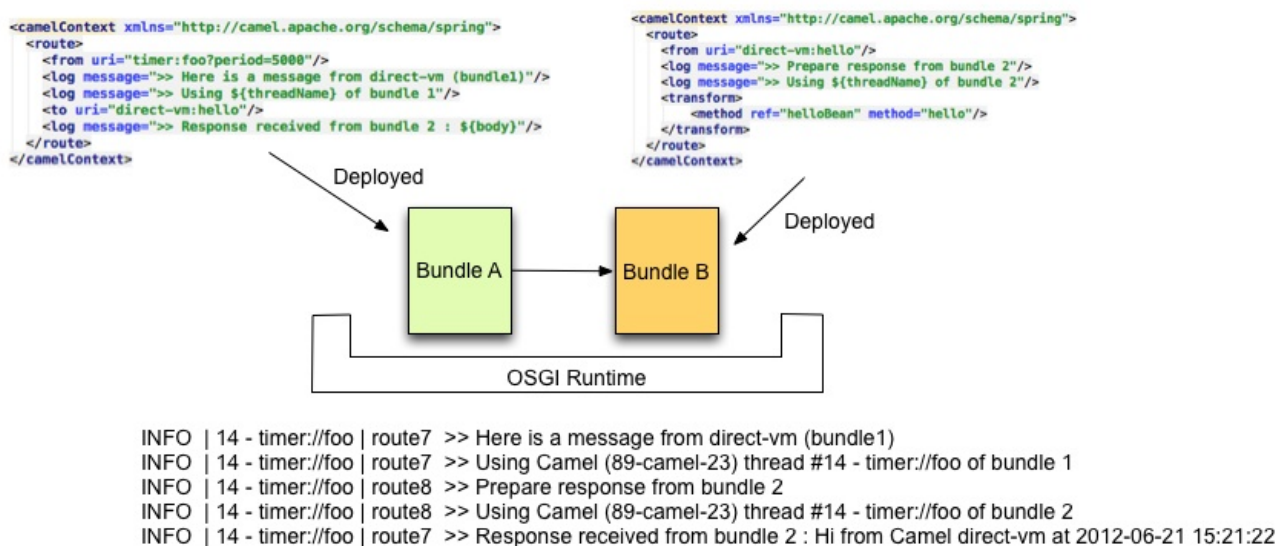 <camelContext xmlns="http://camel.apache.org/schema/spring">
<route>
<from uri="timer:foo?period=5000"/>
<log message=">> Here is a message from direct-vm (bundle1)"/>
<log message=">> Using ${threadName} of bundle 1"/>
<to uri="direct-vm:hello"/>
<log message=">> Response received from bundle 2 : ${body}"/>
</route>
</camelContext>
<camelContext xmlns="http://camel.apache.org/schema/spring">
<route>
<from uri="direct-vm:hello"/>
<log message=">> Prepare response from bundle 2"/>
<log message=">> Using ${threadName} of bundle 2"/>
<transform>
<method ref="helloBean" method="hello"/>
</transform>
</route>
</camelContext>
Deployed
Deployed
Bundle A
Bundle B
OSGI Runtime
INFO | 14 - timer://foo | route7 >> Here is a message from direct-vm (bundle1)
INFO | 14 - timer://foo | route7 >> Using Camel (89-camel-23) thread #14 - timer://foo of bundle 1
INFO | 14 - timer://foo | route8 >> Prepare response from bundle 2
INFO | 14 - timer://foo | route8 >> Using Camel (89-camel-23) thread #14 - timer://foo of bundle 2
INFO | 14 - timer://foo | route7 >> Response received from bundle 2 : Hi from Camel direct-vm at 2012-06-21 15:21:22